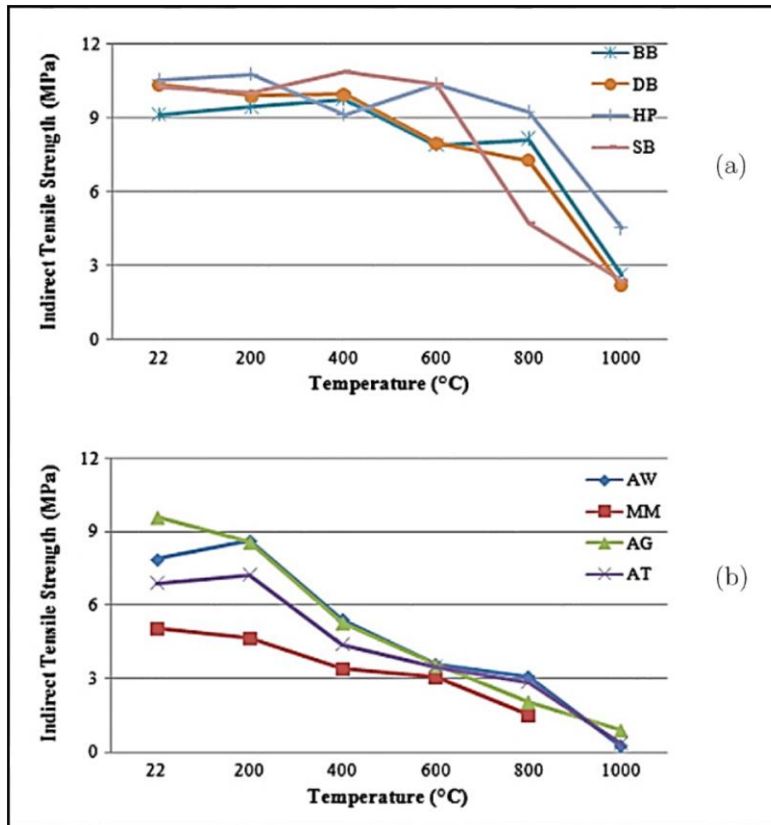 12
9
6
3
0
Indirect Tensile Strength (MPa)
BB
DB
HP
SB
(a)
22 200 400 600 800 1000
Temperature (°C)
12
9
6
3
0
Indirect Tensile Strength (MPa)
AW
MM
AG
AT
(b)
22 200 400 600 800 1000
Temperature (°C)